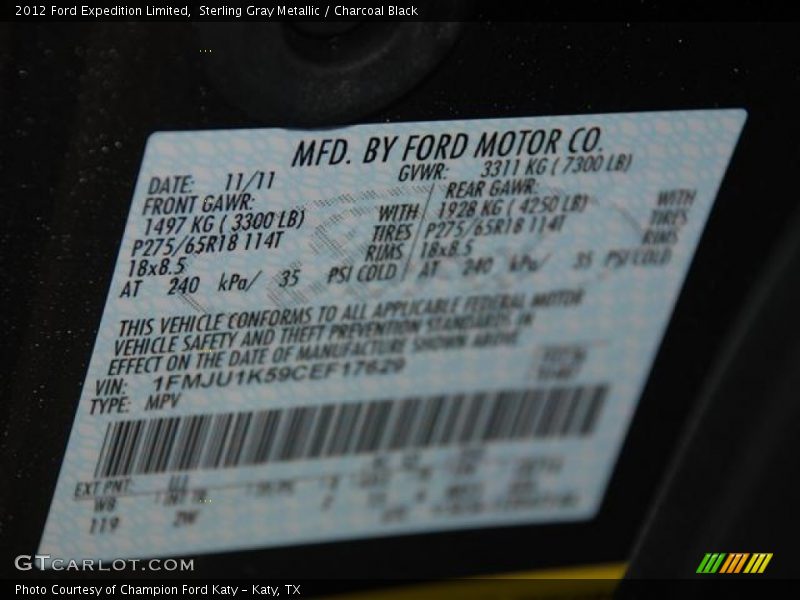 2012 Ford Expedition Limited, Sterling Gray Metallic / Charcoal Black
MFD. BY FORD MOTOR CO.
DATE: 11/11 GVWR: 3311 KG ( 7300 LB)
FRONT GAWR: REAR GAWR:
1497 KG ( 3300 LB) WITH 1928 KG ( 4250 LB) WITH
P275/65R18 114T TIRES P275/65R18 114T TIRES
18x8.5 RIMS 18x8.5 RIMS
AT 240 kPa/ 35 PSI COLD AT 240 kPa/ 35 PSI COLD
THIS VEHICLE CONFORMS TO ALL APPLICABLE FEDERAL MOTOR
VEHICLE SAFETY AND THEFT PREVENTION STANDARDS IN
EFFECT ON THE DATE OF MANUFACTURE SHOWN ABOVE
VIN: 1FMJU1K59CEF17629
TYPE: MPV
EXT PNT:
WB INT TR
119 2W
GTCARLOT.COM
Photo Courtesy of Champion Ford Katy - Katy, TX